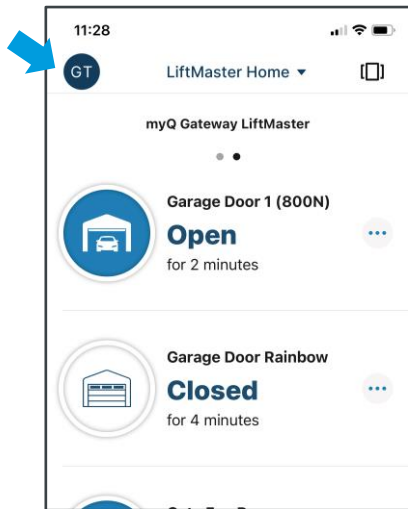 11:28
GT
LiftMaster Home
myQ Gateway LiftMaster
Garage Door 1 (800N)
Open
for 2 minutes
Garage Door Rainbow
Closed
for 4 minutes